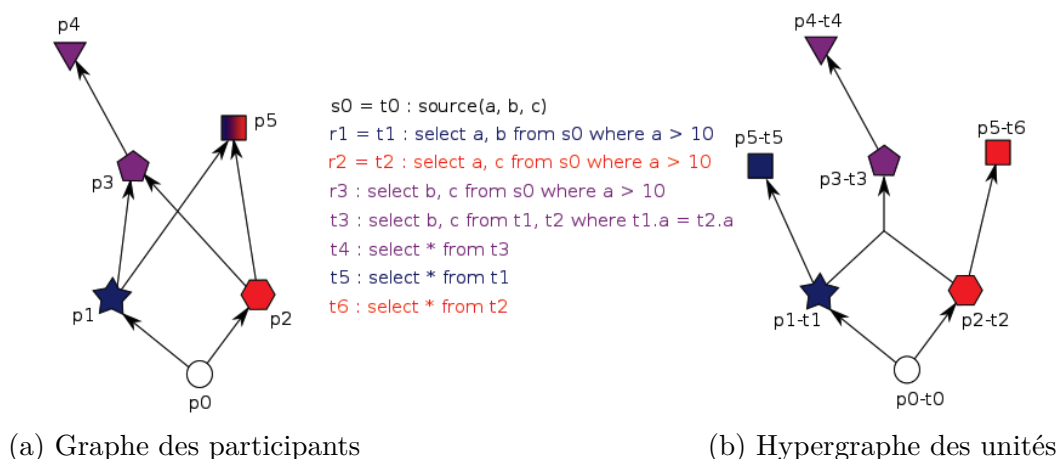 p4
p5
p3
p1
p2
p0
s0 = t0 : source(a, b, c)
r1 = t1 : select a, b from s0 where a > 10
r2 = t2 : select a, c from s0 where a > 10
r3 : select b, c from s0 where a > 10
t3 : select b, c from t1, t2 where t1.a = t2.a
t4 : select * from t3
t5 : select * from t1
t6 : select * from t2
p4-t4
p5-t5
p5-t6
p3-t3
p1-t1
p2-t2
p0-t0
(a) Graphe des participants
(b) Hypergraphe des unités